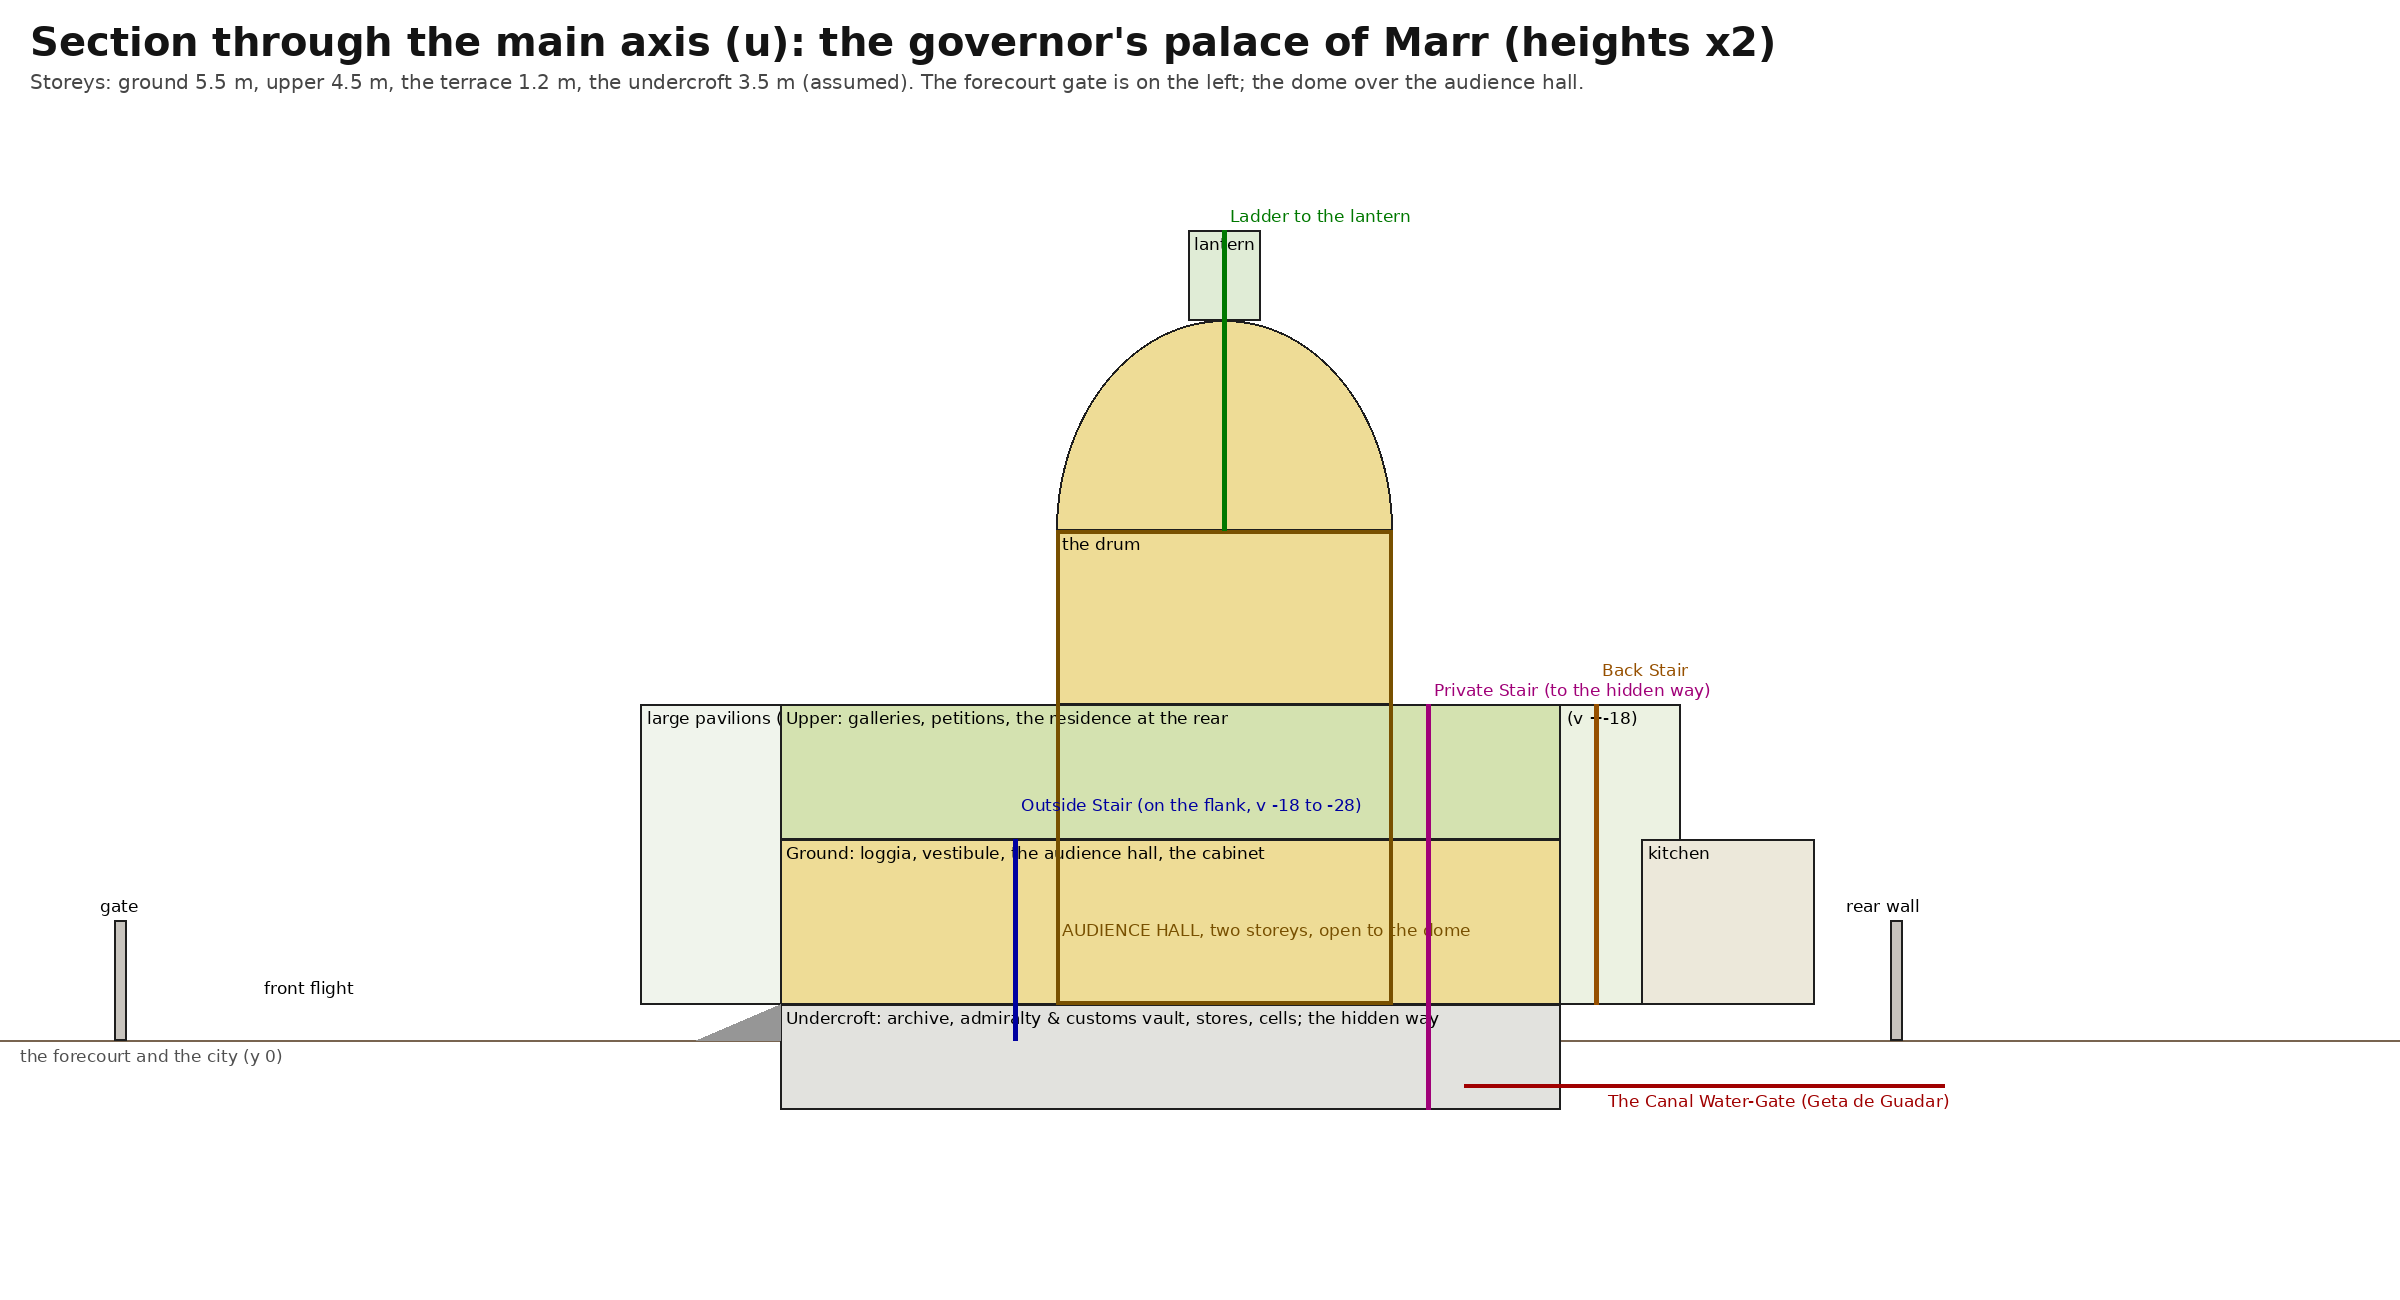 Section through the main axis (u): the governor's palace of Marr (heights x2)
Storeys: ground 5.5 m, upper 4.5 m, the terrace 1.2 m, the undercroft 3.5 m (assumed). The forecourt gate is on the left; the dome over the audience hall.
Ladder to the lantern
lantern
the drum
Back Stair
Private Stair (to the hidden way)
large pavilions (
Upper: galleries, petitions, the residence at the rear
(v --18)
Outside Stair (on the flank, v -18 to -28)
Ground: loggia, vestibule, the audience hall, the cabinet
kitchen
gate
rear wall
AUDIENCE HALL, two storeys, open to the dome
front flight
Undercroft: archive, admiralty & customs vault, stores, cells; the hidden way
the forecourt and the city (y 0)
The Canal Water-Gate (Geta de Guadar)